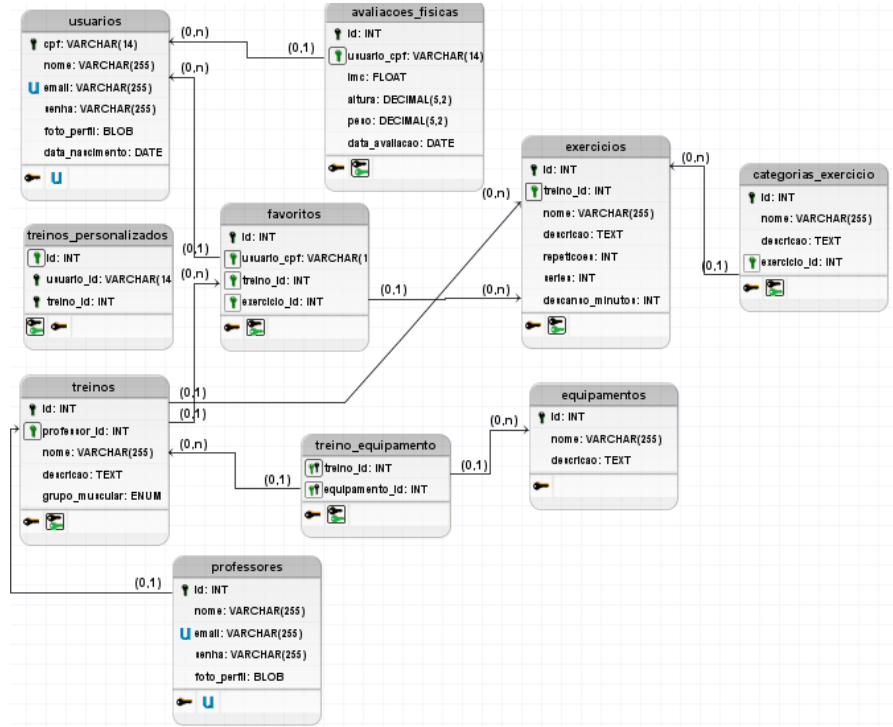 usuarios
cpf: VARCHAR(14)
nome: VARCHAR(255)
u email: VARCHAR(255)
senha: VARCHAR(255)
foto_perfil: BLOB
data_nascimento: DATE
u
(0,n)
(0,n)
(0,1)
avaliacoes_fisicas
Id: INT
usuario_cpf: VARCHAR(14)
imc: FLOAT
altura: DECIMAL(5,2)
peso: DECIMAL(5,2)
data_avaliacao: DATE
exercicios
Id: INT
treino_id: INT
nome: VARCHAR(255)
descricao: TEXT
repeticoes: INT
series: INT
descanso_minutos: INT
(0,n)
(0,n)
(0,n)
(0,1)
categorias_exercicio
Id: INT
nome: VARCHAR(255)
descricao: TEXT
exercicio_id: INT
treinos_personalizados
Id: INT
usuario_id: VARCHAR(14
treino_id: INT
(0,1)
(0,n)
favoritos
Id: INT
usuario_cpf: VARCHAR(1
treino_id: INT
exercicio_id: INT
(0,1)
treinos
Id: INT
professor_id: INT
nome: VARCHAR(255)
descricao: TEXT
grupo_muscular: ENUM
(0,1)
(0,1)
(0,n)
(0,1)
treino_equipamento
treino_id: INT
equipamento_id: INT
(0,1)
(0,n)
equipamentos
Id: INT
nome: VARCHAR(255)
descricao: TEXT
(0,1)
professores
Id: INT
nome: VARCHAR(255)
u email: VARCHAR(255)
senha: VARCHAR(255)
foto_perfil: BLOB
u